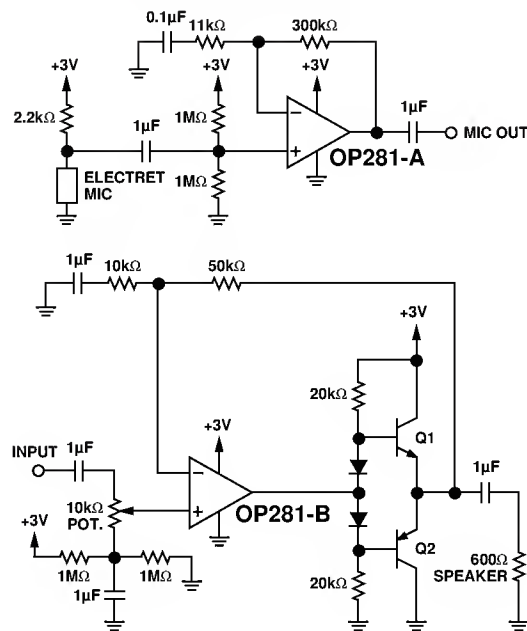 0.1µF
11kΩ
300kΩ
+3V
+3V
+3V
2.2kΩ
1MΩ
1µF
1µF
MIC OUT
OP281-A
ELECTRET
MIC
1MΩ
1µF
10kΩ
50kΩ
+3V
20kΩ
Q1
+3V
INPUT
1µF
1µF
10kΩ
POT.
OP281-B
+3V
Q2
600Ω
SPEAKER
1MΩ
1MΩ
20kΩ
1µF